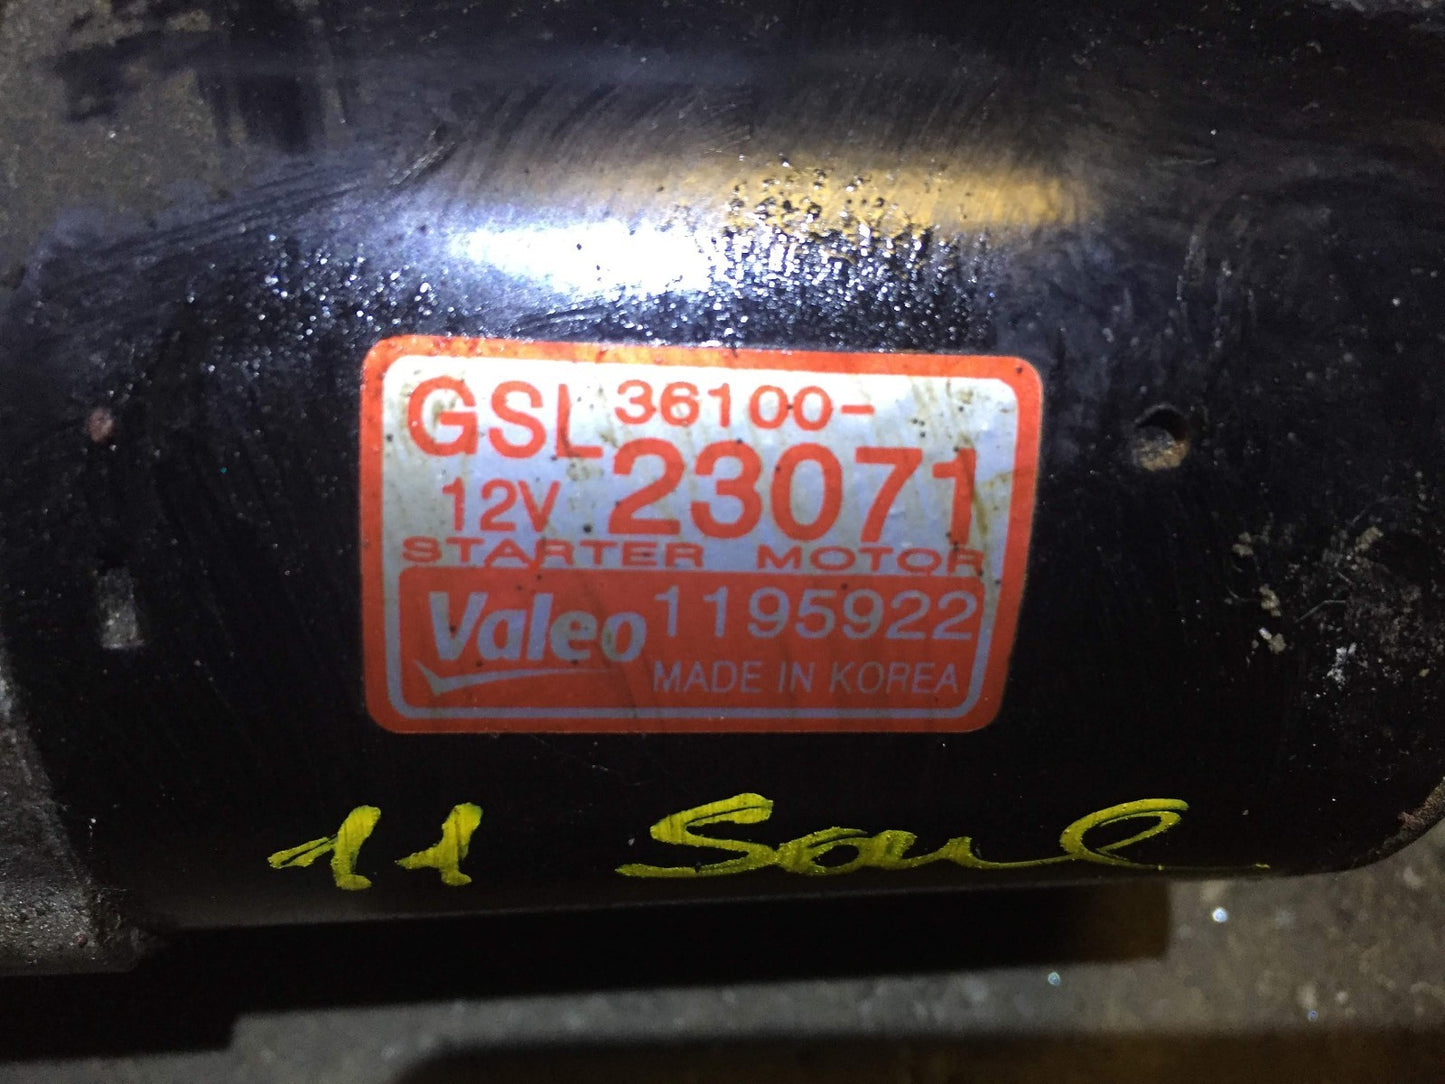 GSL 36100-
12V 23071
STARTER MOTOR
Valeo 1195922
MADE IN KOREA
11 Soul